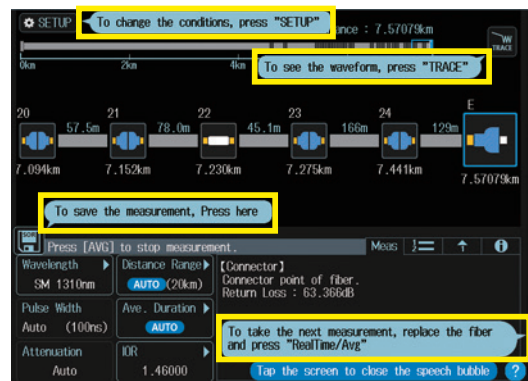 SETUP
To change the conditions, press "SETUP"
ance : 7.57079km
TRACE
0km 2km 4km
To see the waveform, press "TRACE"
20 21 22 23 24 E
57.5m 78.0m 45.1m 166m 129m
7.094km 7.152km 7.230km 7.275km 7.441km 7.57079km
To save the measurement, Press here
SOR
Press [AVG] to stop measurement.
Meas
Wavelength
SM 1310nm
Distance Range
AUTO (20km)
[Connector]
Connector point of fiber.
Return Loss : 63.366dB
Pulse Width
Auto (100ns)
Ave. Duration
AUTO
To take the next measurement, replace the fiber
and press "RealTime/Avg"
Attenuation
Auto
IOR
1.46000
Tap the screen to close the speech bubble
?